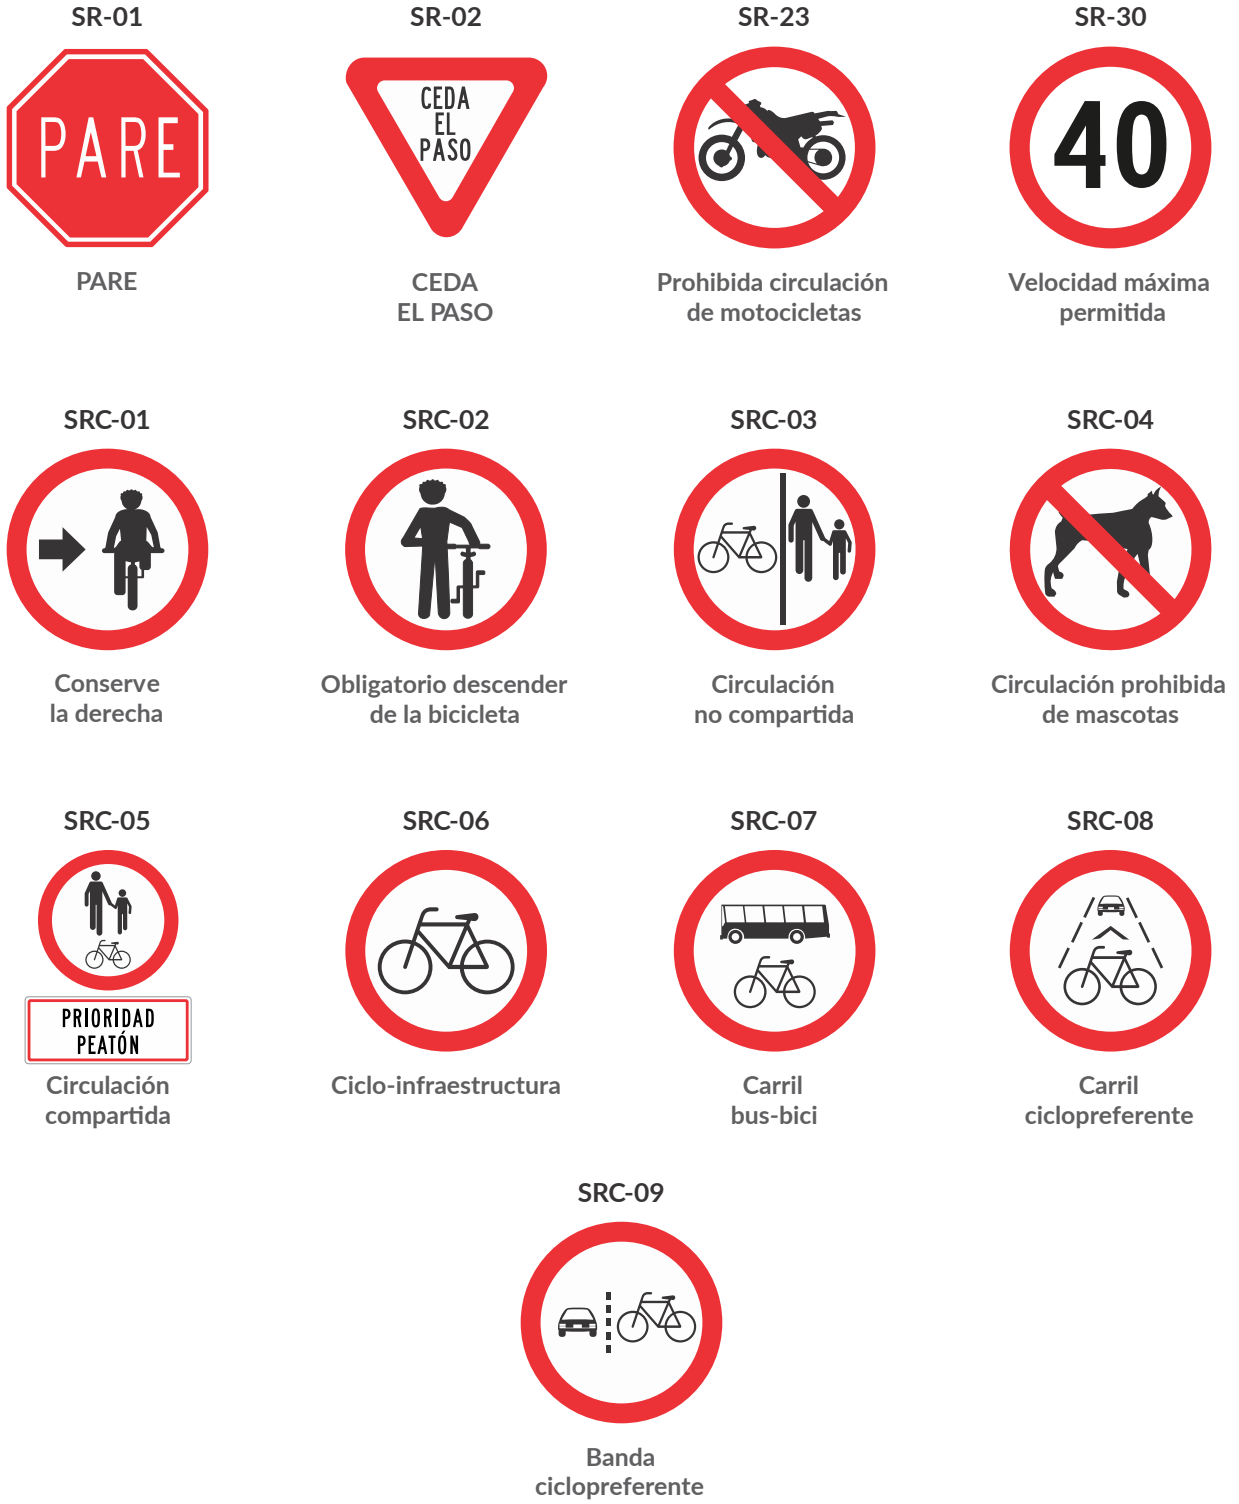 SR-01
SR-02
SR-23
SR-30
PARE
CEDA
EL
PASO
40
PARE
CEDA
EL PASO
Prohibida circulación
de motocicletas
Velocidad máxima
permitida
SRC-01
SRC-02
SRC-03
SRC-04
Conserve
la derecha
Obligatorio descender
de la bicicleta
Circulación
no compartida
Circulación prohibida
de mascotas
SRC-05
SRC-06
SRC-07
SRC-08
PRIORIDAD
PEATÓN
Circulación
compartida
Ciclo-infraestructura
Carril
bus-bici
Carril
ciclopreferente
SRC-09
Banda
ciclopreferente